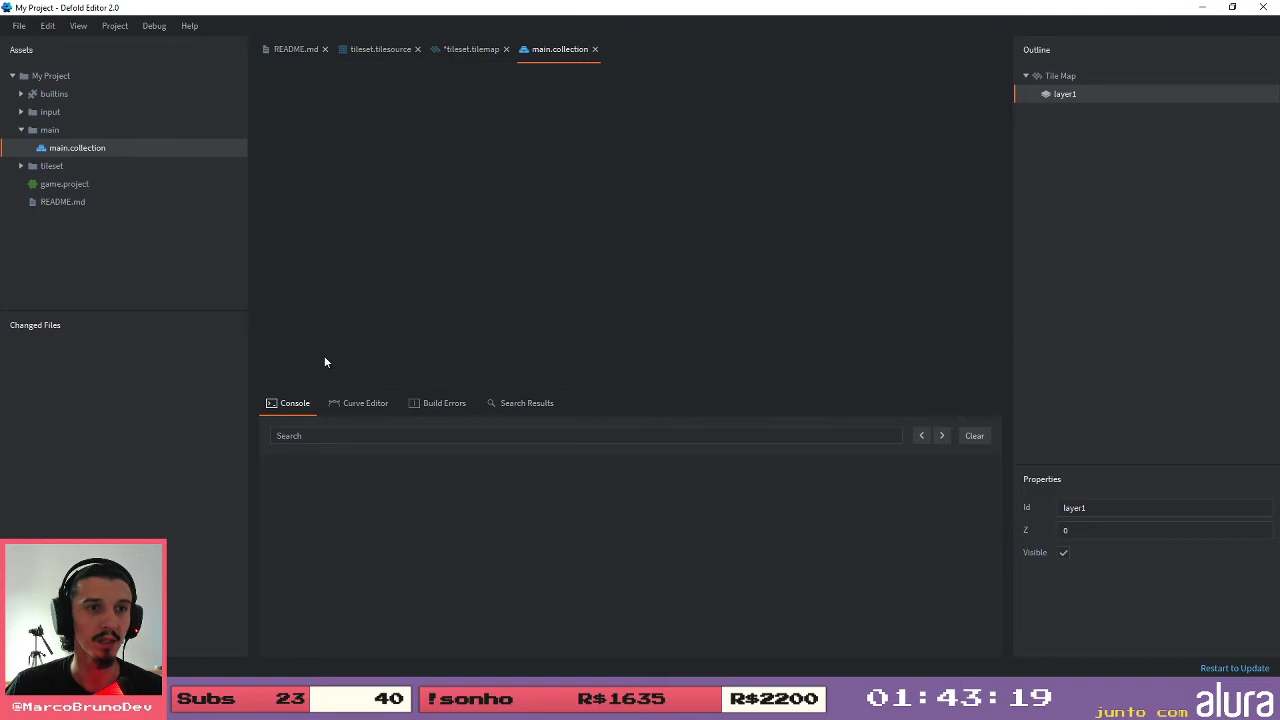 My Project - Defold Editor 2.0
File Edit View Project Debug Help
Assets
My Project
builtins
input
main
main.collection
tileset
game.project
README.md
Changed Files
README.md
tileset.tilesource
*tileset.tilemap
main.collection
Console
Curve Editor
Build Errors
Search Results
Search
Clear
Outline
Tile Map
layer1
Properties
Id layer1
Z 0
Visible
Restart to Update
@MarcoBrunoDev
Subs 23 40
!sonho R$1635 R$2200
01:43:19
junto com alura